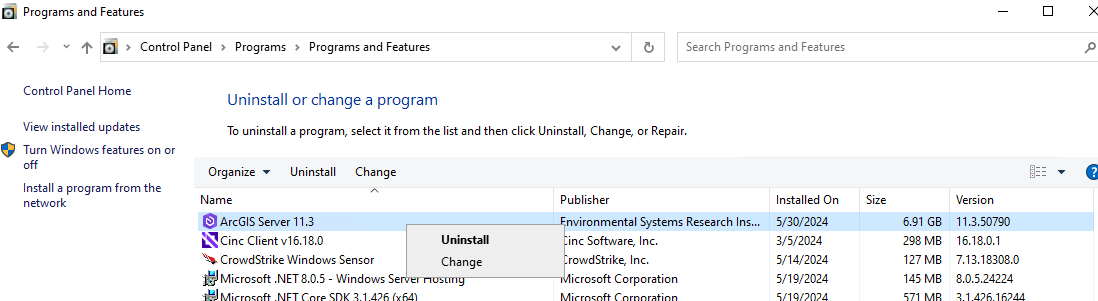 Programs and Features
Control Panel Programs Programs and Features
Search Programs and Features
Control Panel Home
View installed updates
Turn Windows features on or
off
Install a program from the
network
Uninstall or change a program
To uninstall a program, select it from the list and then click Uninstall, Change, or Repair.
Organize Uninstall Change
Name Publisher Installed On Size Version
ArcGIS Server 11.3 Environmental Systems Research Ins... 5/30/2024 6.91 GB 11.3.50790
Cinc Client v16.18.0 Cinc Software, Inc. 3/5/2024 298 MB 16.18.0.1
CrowdStrike Windows Sensor CrowdStrike, Inc. 5/14/2024 127 MB 7.13.18308.0
Microsoft .NET 8.0.5 - Windows Server Hosting Microsoft Corporation 5/19/2024 145 MB 8.0.5.24224
Microsoft .NET Core SDK 3.1.426 (x64) Microsoft Corporation 5/19/2024 571 MB 3.1.426.16244
Uninstall
Change